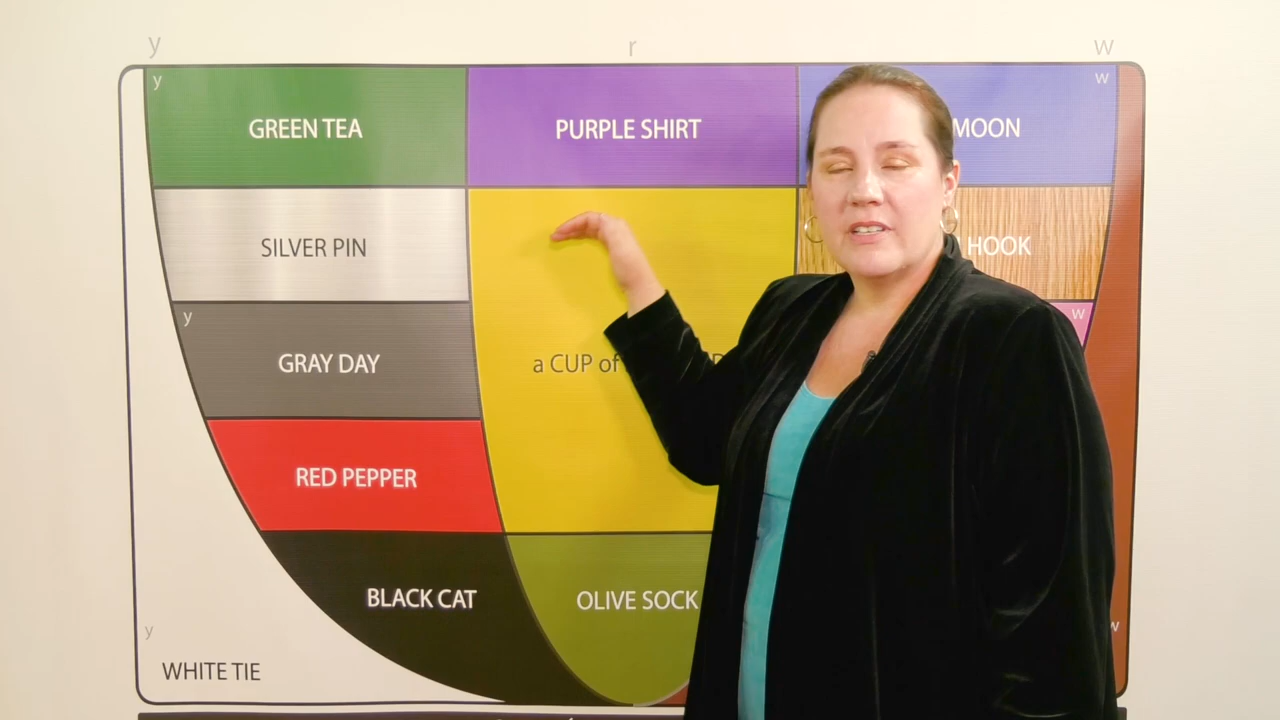 y r w
y w
GREEN TEA PURPLE SHIRT MOON
SILVER PIN HOOK
y w
GRAY DAY a CUP of
RED PEPPER
BLACK CAT OLIVE SOCK
y w
WHITE TIE